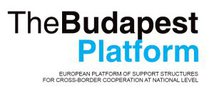 TheBudapest
Platform
EUROPEAN PLATFORM OF SUPPORT STRUCTURES
FOR CROSS-BORDER COOPERATION AT NATIONAL LEVEL